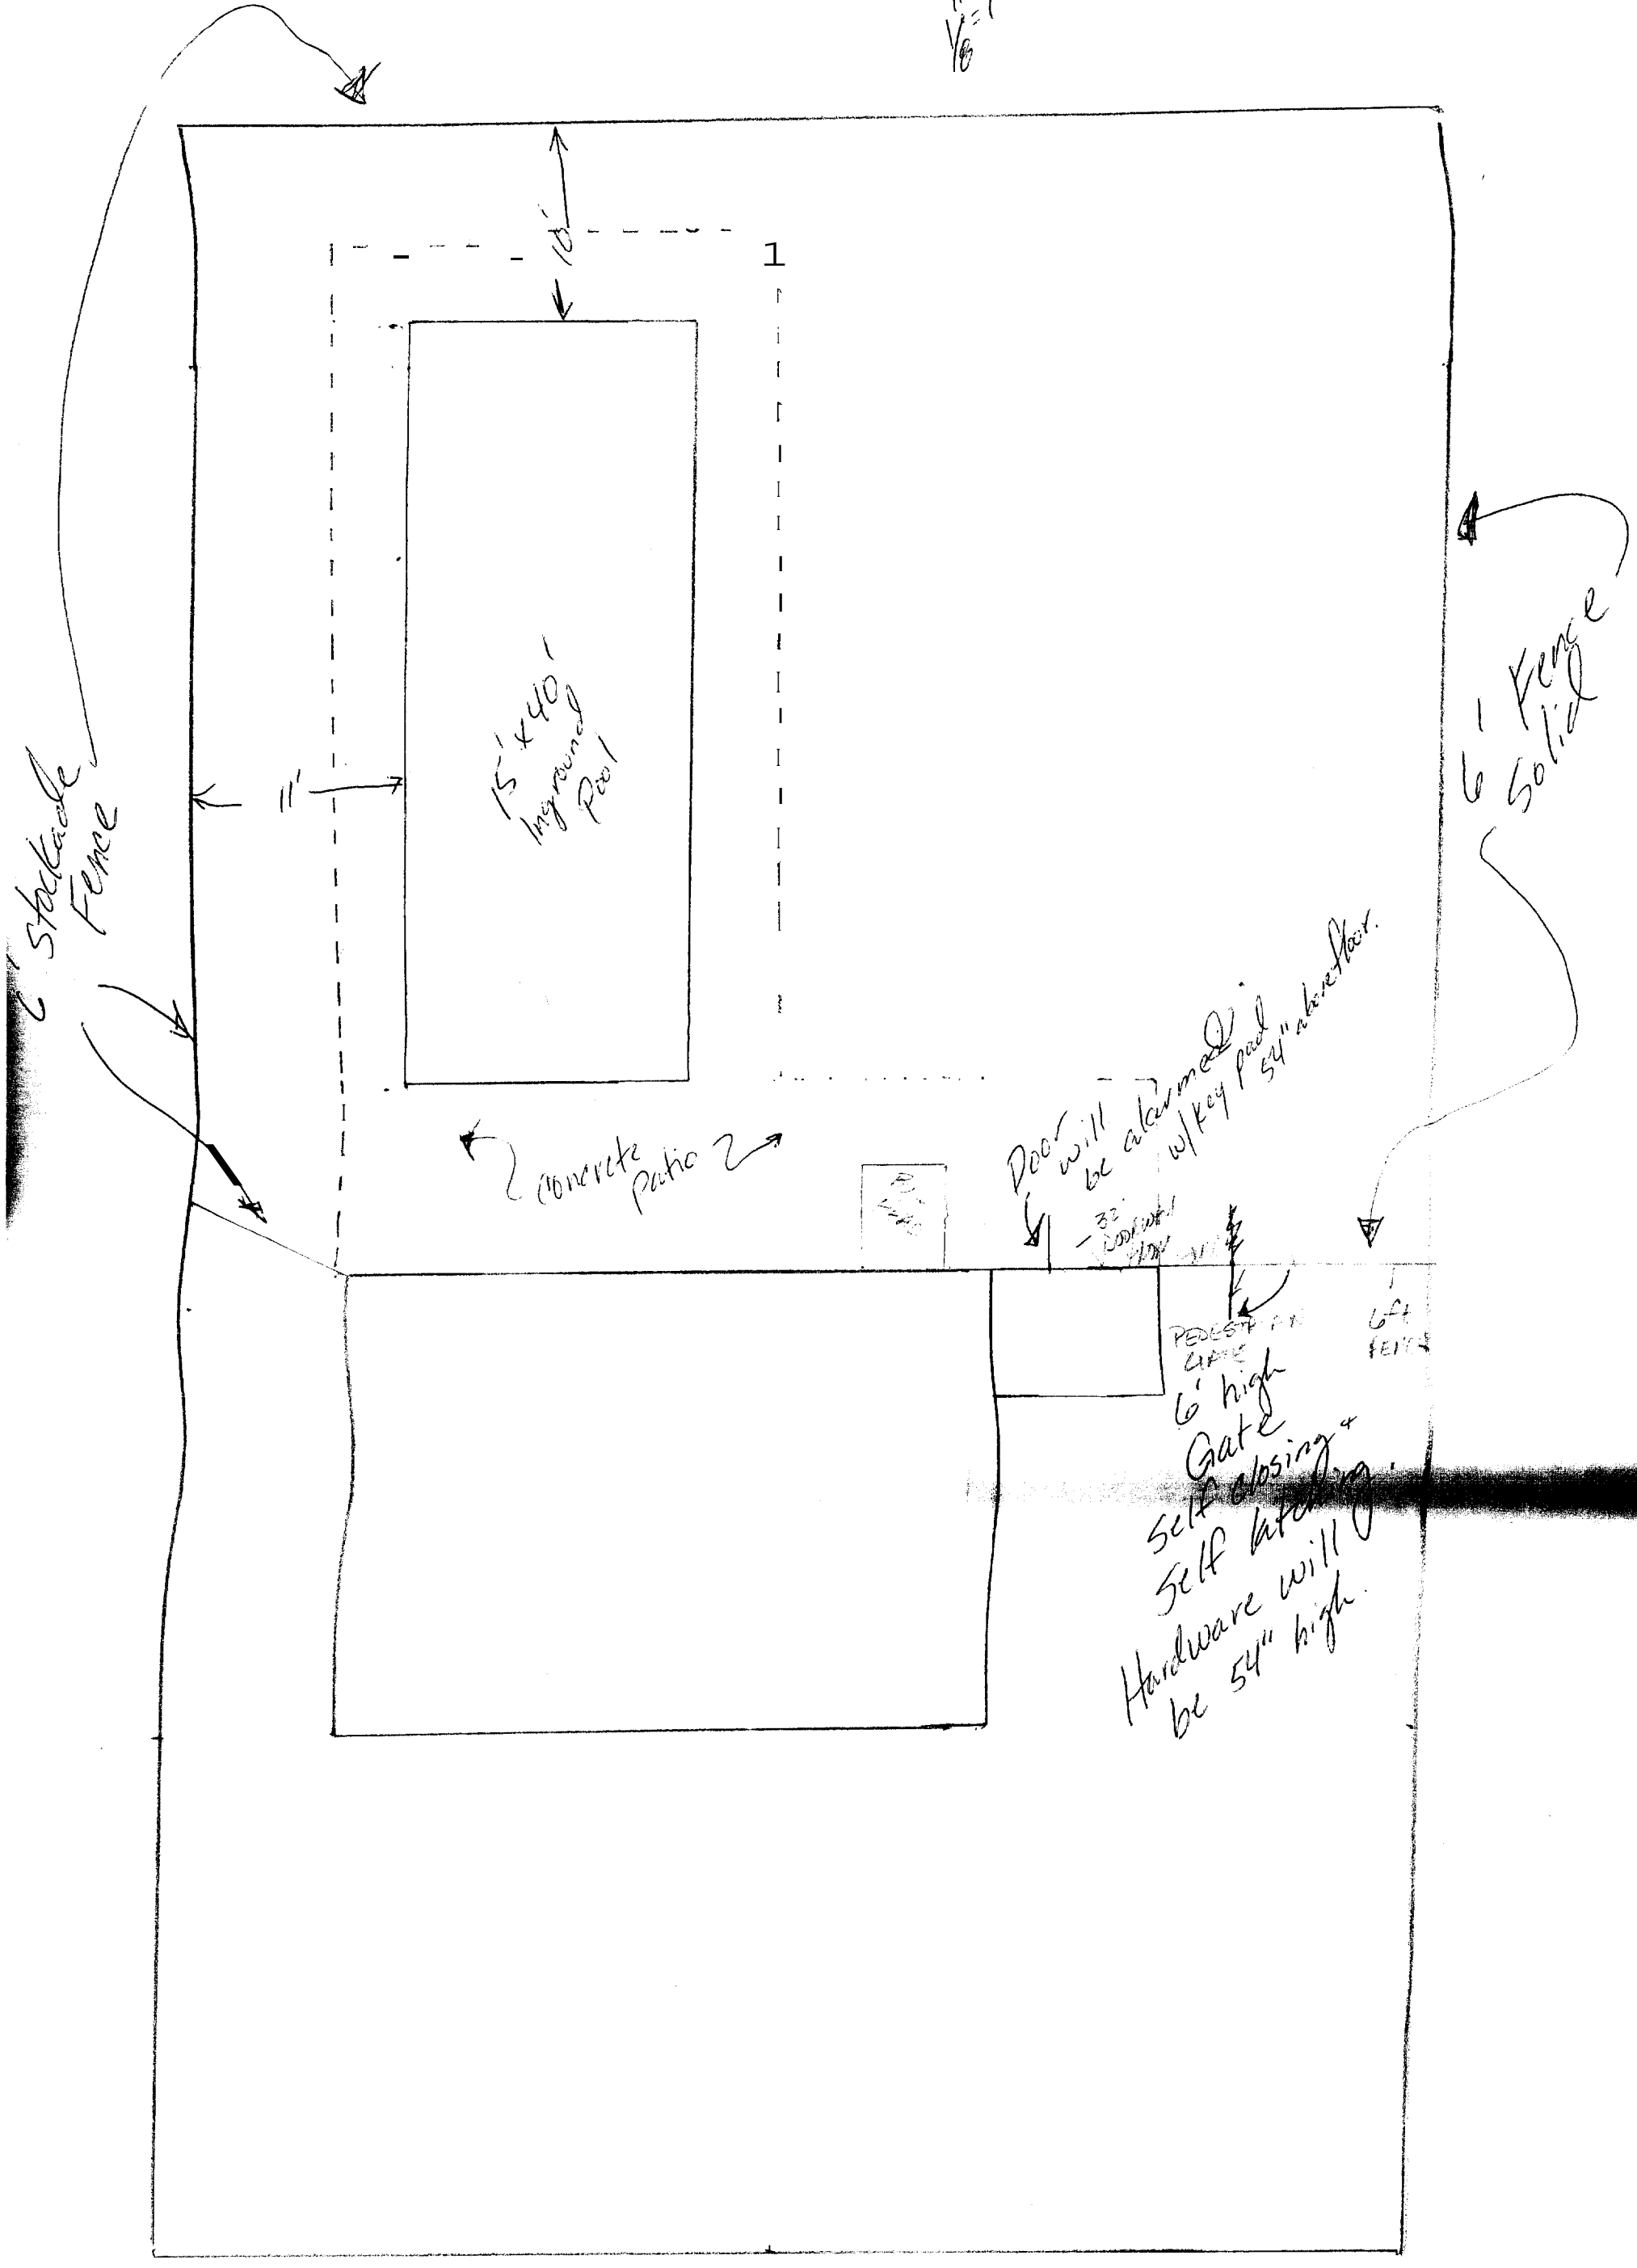 1/8"=1'
10'
1
15' x 40'
Inground
Pool
11'
6' Stockade
Fence
6' Fence
Solid
Door will
be alarmed
w/ key pad
54" above floor.
concrete
patio
32"
PEDESTRIAN
GATE
6ft
FENCE
6' high
Gate
Self closing +
Self latching.
Hardware will
be 54" high.